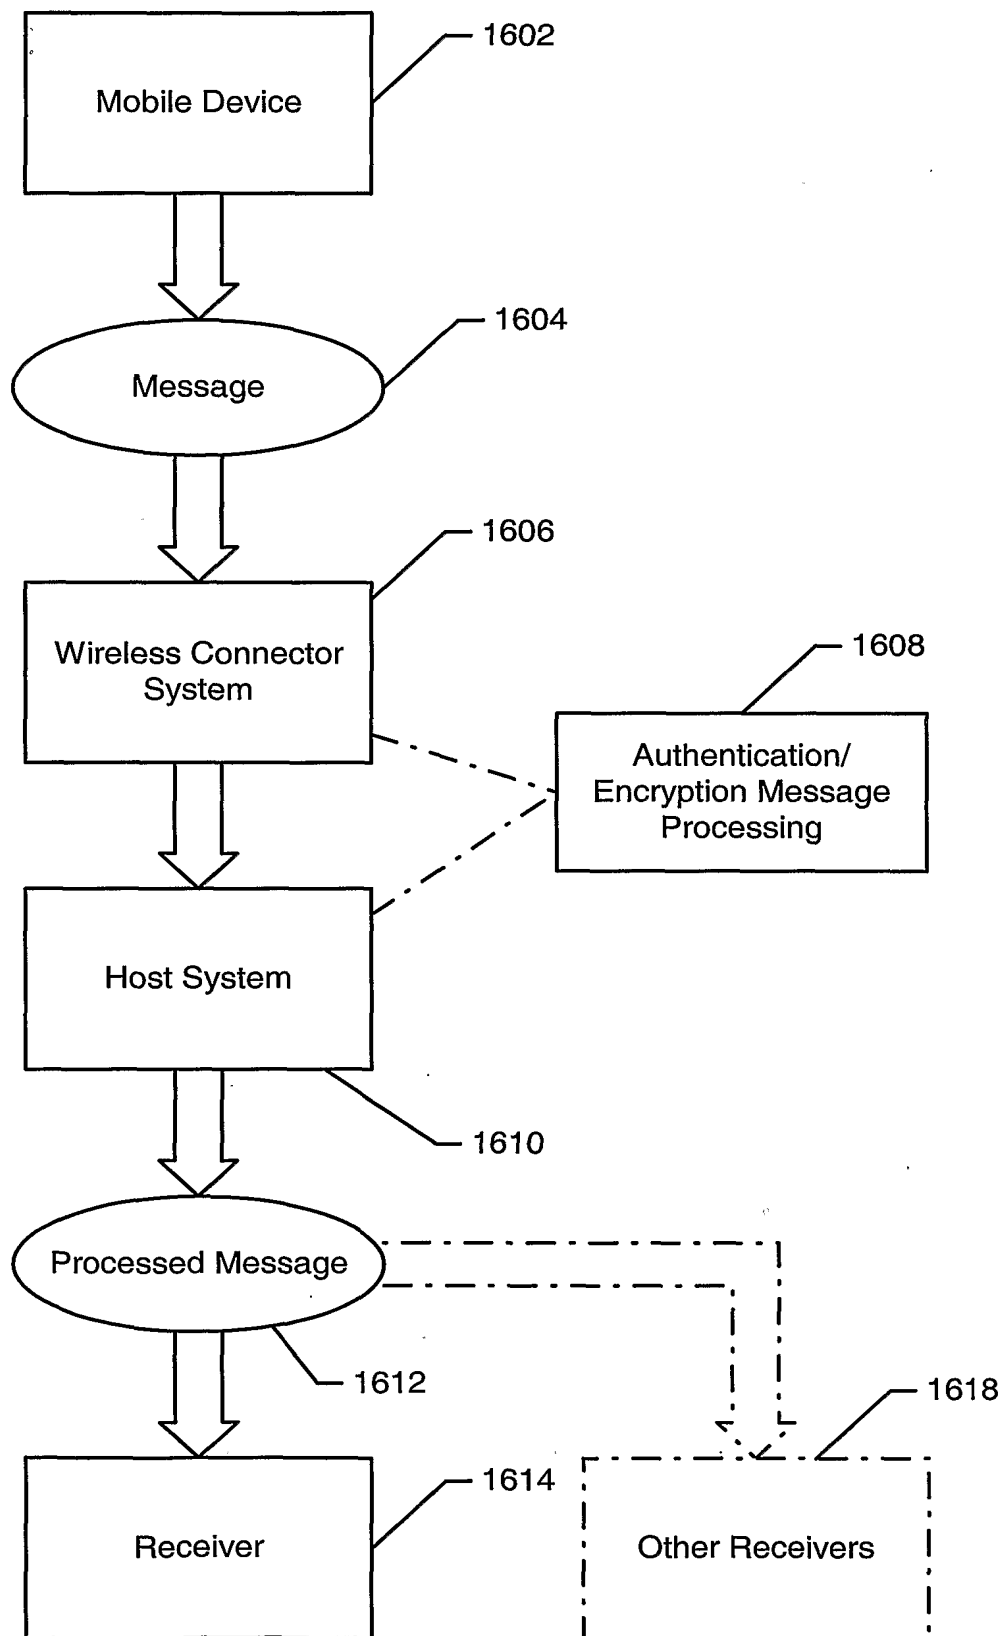 1602
Mobile Device
1604
Message
1606
Wireless Connector
System
1608
Authentication/
Encryption Message
Processing
Host System
1610
Processed Message
1612
1618
1614
Receiver
Other Receivers